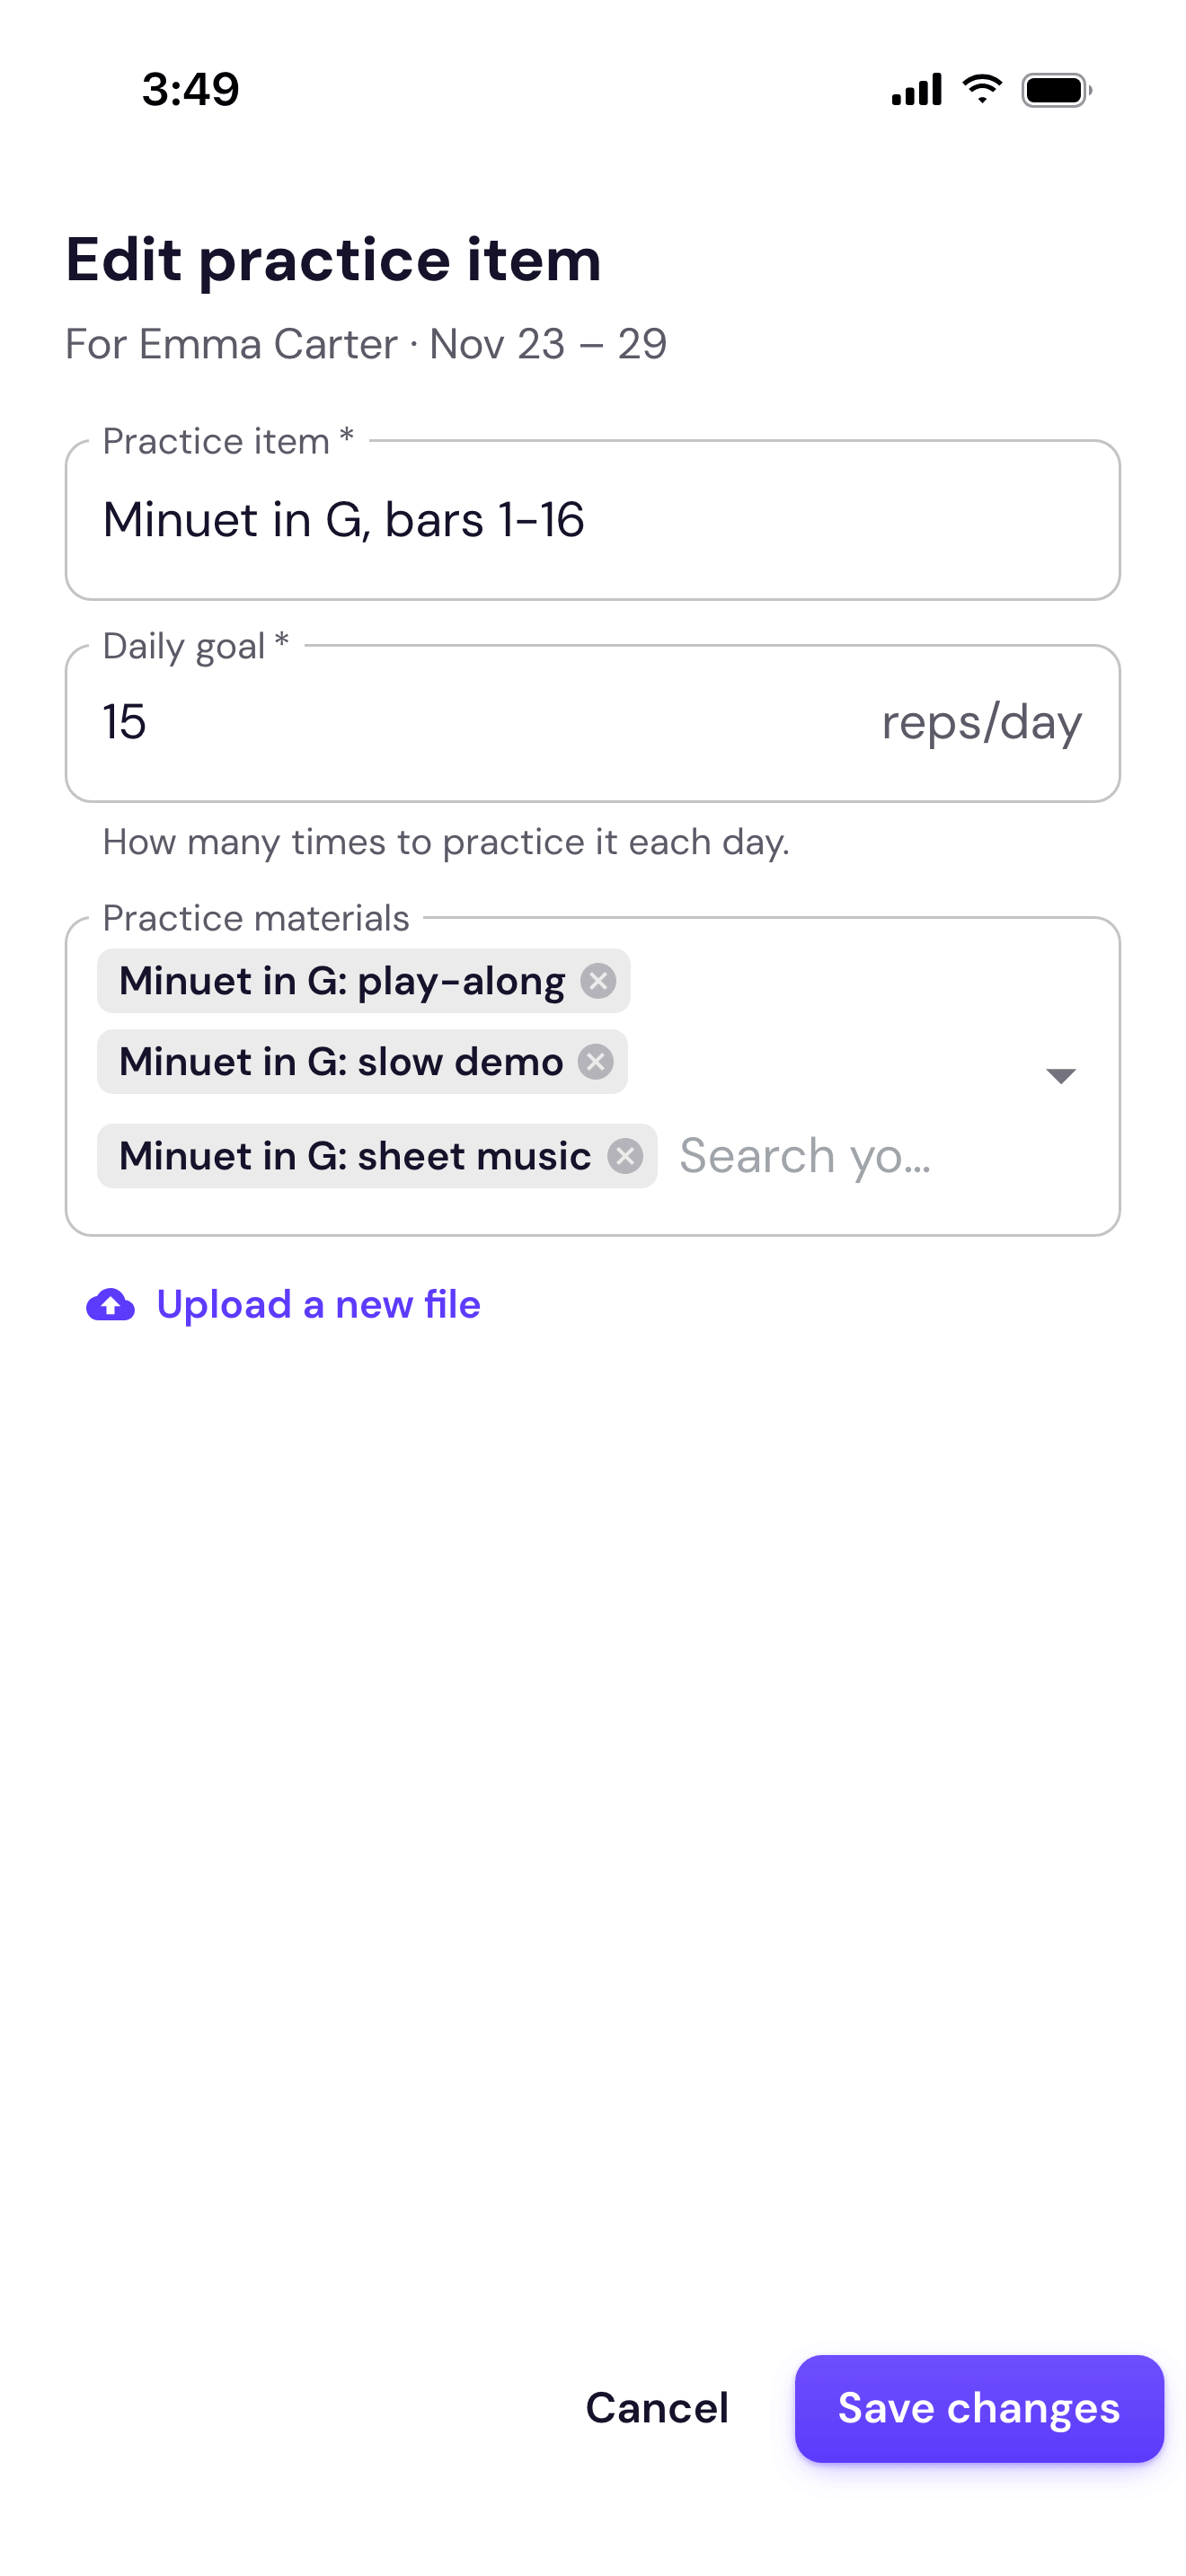 3:49
Edit practice item
For Emma Carter · Nov 23 – 29
Practice item *
Minuet in G, bars 1-16
Daily goal *
15 reps/day
How many times to practice it each day.
Practice materials
Minuet in G: play-along
Minuet in G: slow demo
Minuet in G: sheet music Search yo...
Upload a new file
Cancel Save changes